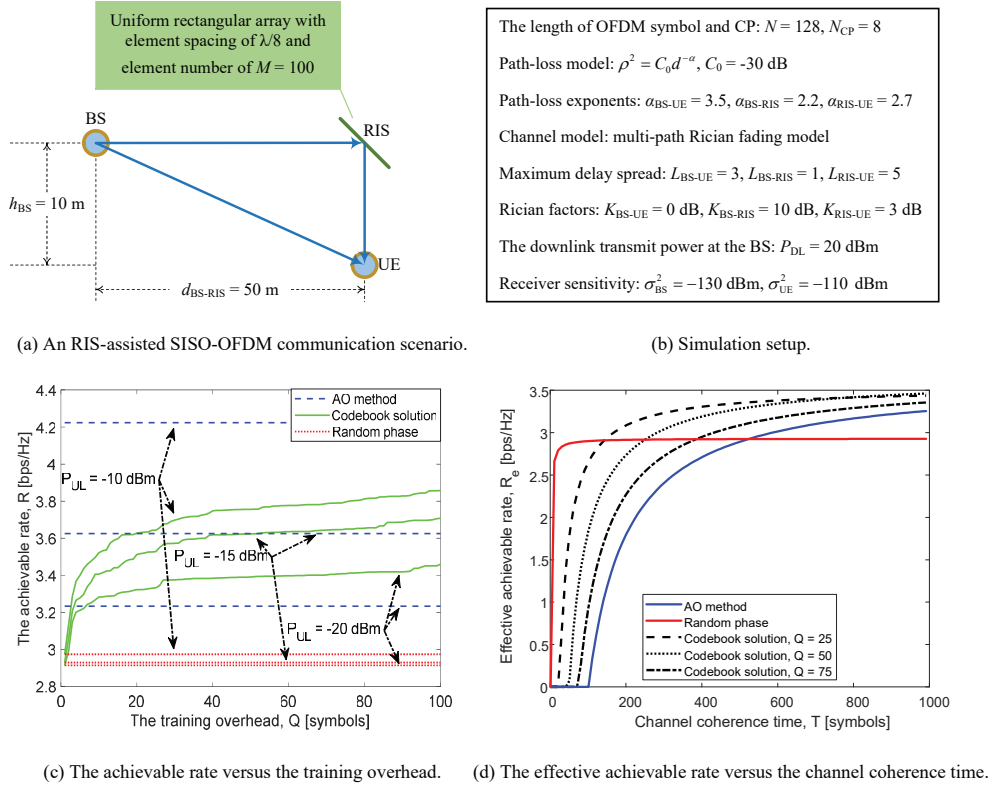 Uniform rectangular array with
element spacing of λ/8 and
element number of M = 100
BS
RIS
h_BS = 10 m
UE
d_BS-RIS = 50 m
(a) An RIS-assisted SISO-OFDM communication scenario.
The length of OFDM symbol and CP: N = 128, N_CP = 8
Path-loss model: ρ² = C₀d^−α, C₀ = -30 dB
Path-loss exponents: α_BS-UE = 3.5, α_BS-RIS = 2.2, α_RIS-UE = 2.7
Channel model: multi-path Rician fading model
Maximum delay spread: L_BS-UE = 3, L_BS-RIS = 1, L_RIS-UE = 5
Rician factors: K_BS-UE = 0 dB, K_BS-RIS = 10 dB, K_RIS-UE = 3 dB
The downlink transmit power at the BS: P_DL = 20 dBm
Receiver sensitivity: σ²_BS = −130 dBm, σ²_UE = −110 dBm
(b) Simulation setup.
4.4
4.2
4
3.8
3.6
3.4
3.2
3
2.8
The achievable rate, R [bps/Hz]
AO method
Codebook solution
Random phase
P_UL = -10 dBm
P_UL = -15 dBm
P_UL = -20 dBm
0
20
40
60
80
100
The training overhead, Q [symbols]
(c) The achievable rate versus the training overhead.
3.5
3
2.5
2
1.5
1
0.5
0
Effective achievable rate, R_e [bps/Hz]
AO method
Random phase
Codebook solution, Q = 25
Codebook solution, Q = 50
Codebook solution, Q = 75
0
200
400
600
800
1000
Channel coherence time, T [symbols]
(d) The effective achievable rate versus the channel coherence time.